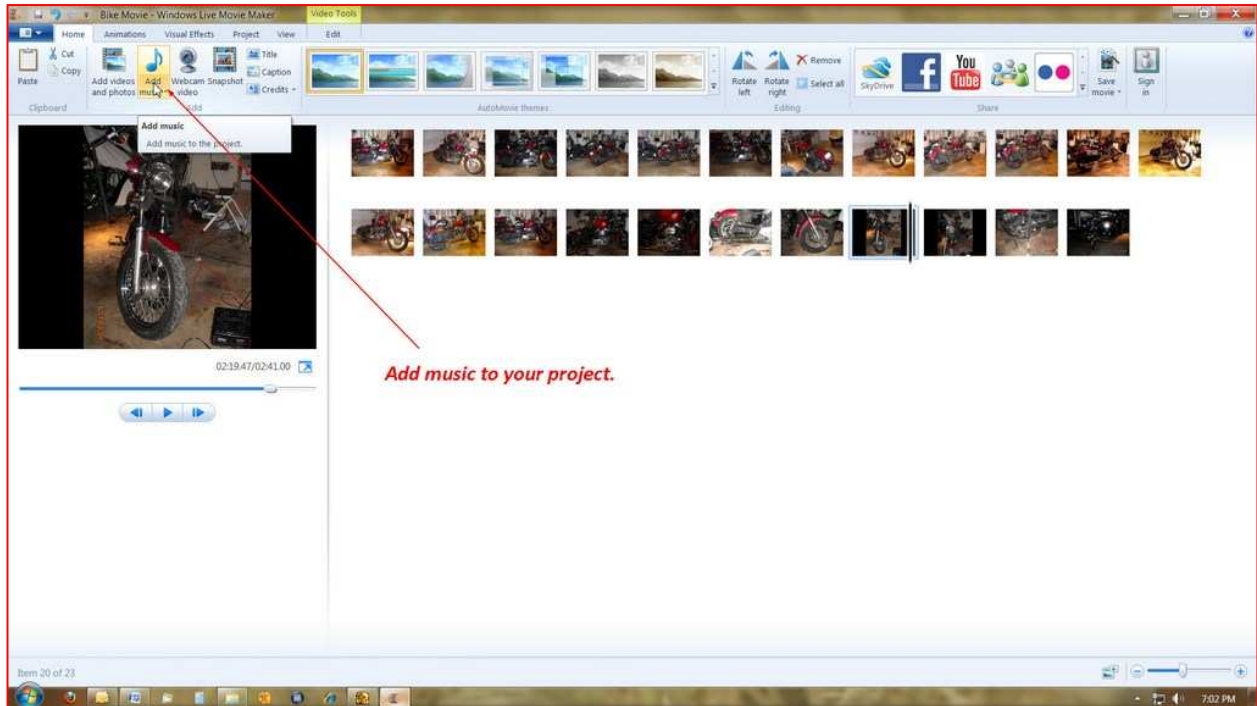 Bike Movie - Windows Live Movie Maker
Video Tools
Home Animations Visual Effects Project View Edit
Paste
Cut
Copy
Clipboard
Add videos and photos
Add music
Webcam video
Snapshot
Title
Caption
Credits
Add
AutoMovie themes
Rotate left
Rotate right
Remove
Select all
Editing
SkyDrive
f
You Tube
Share
Save movie
Sign in
Add music
Add music to the project.
02:19.47/02:41.00
Add music to your project.
Item 20 of 23
7:02 PM